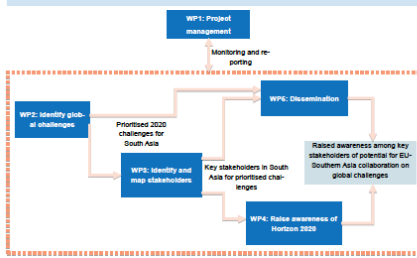 WP1: Project
management
Monitoring and re-
porting
WP2: Identify glob-
al challenges
WP5: Dissemination
Prioritised 2020
challenges for
South Asia
WP3: Identify and
map stakeholders
Key stakeholders in South
Asia for prioritised chal-
lenges
Raised awareness among key
stakeholders of potential for EU-
Southern Asia collaboration on
global challenges
WP4: Raise awareness of
Horizon 2020